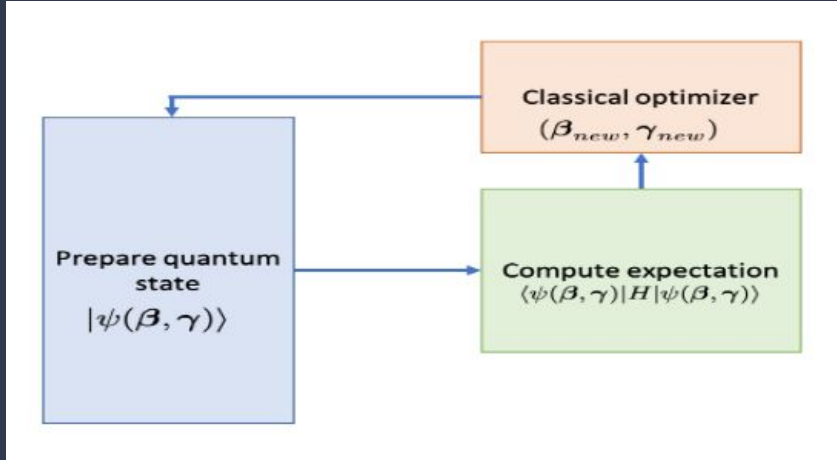 Classical optimizer
(β_new, γ_new)
Prepare quantum
state
|ψ(β, γ)⟩
Compute expectation
⟨ψ(β, γ)|H|ψ(β, γ)⟩